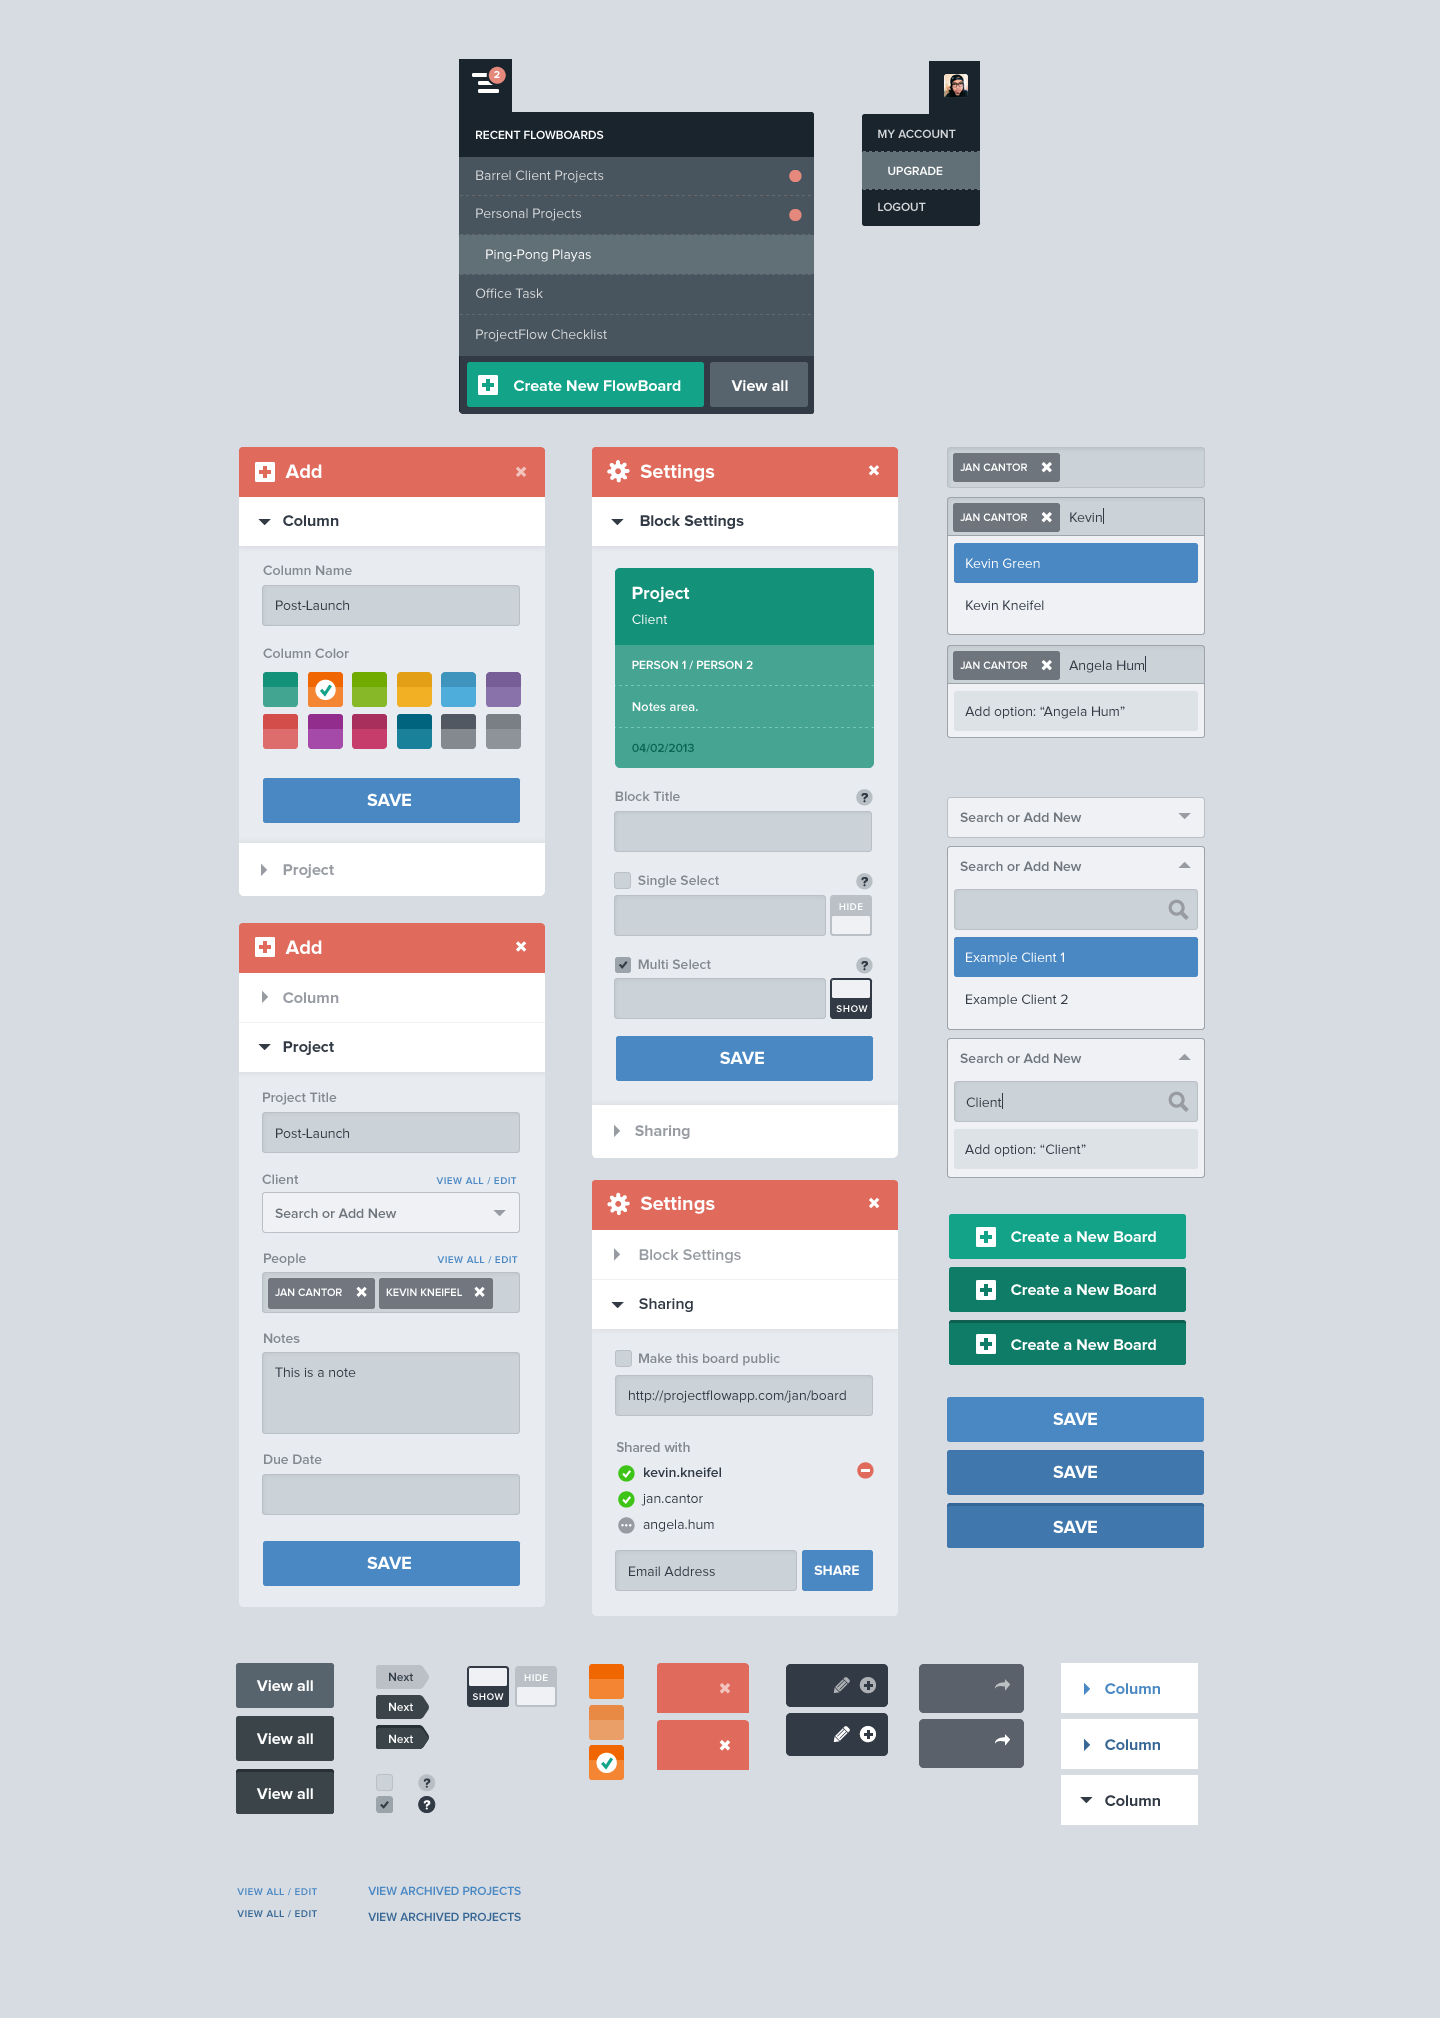 2
RECENT FLOWBOARDS
Barrel Client Projects
Personal Projects
Ping-Pong Playas
Office Task
ProjectFlow Checklist
Create New FlowBoard
View all
MY ACCOUNT
UPGRADE
LOGOUT
Add
Column
Column Name
Post-Launch
Column Color
SAVE
Project
Add
Column
Project
Project Title
Post-Launch
Client
VIEW ALL / EDIT
Search or Add New
People
VIEW ALL / EDIT
JAN CANTOR
KEVIN KNEIFEL
Notes
This is a note
Due Date
SAVE
Settings
Block Settings
Project
Client
PERSON 1 / PERSON 2
Notes area.
04/02/2013
Block Title
?
Single Select
?
HIDE
Multi Select
?
SHOW
SAVE
Sharing
Settings
Block Settings
Sharing
Make this board public
http://projectflowapp.com/jan/board
Shared with
kevin.kneifel
jan.cantor
angela.hum
Email Address
SHARE
JAN CANTOR
JAN CANTOR
Kevin
Kevin Green
Kevin Kneifel
JAN CANTOR
Angela Hum
Add option: “Angela Hum”
Search or Add New
Search or Add New
Example Client 1
Example Client 2
Search or Add New
Client
Add option: “Client”
Create a New Board
Create a New Board
Create a New Board
SAVE
SAVE
SAVE
View all
View all
View all
Next
Next
Next
?
?
SHOW
HIDE
Column
Column
Column
VIEW ALL / EDIT
VIEW ALL / EDIT
VIEW ARCHIVED PROJECTS
VIEW ARCHIVED PROJECTS